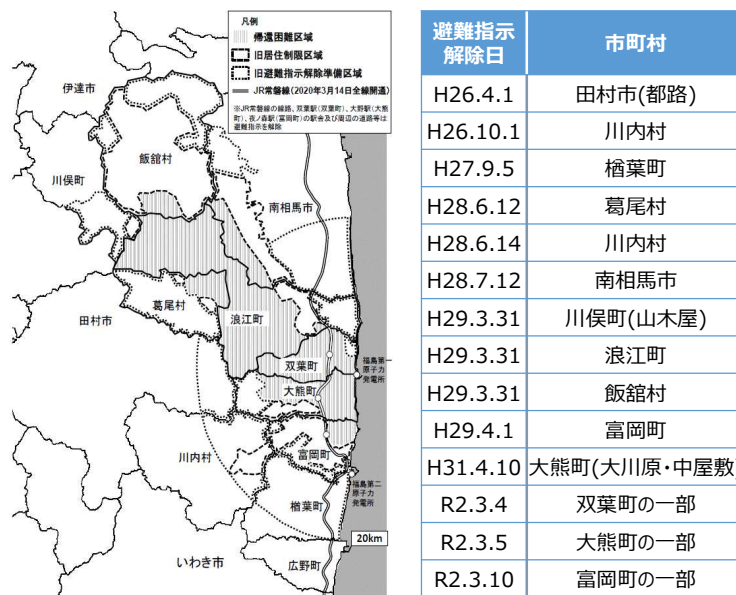 凡例
帰還困難区域
旧居住制限区域
旧避難指示解除準備区域
JR常磐線(2020年3月14日全線開通)
※JR常磐線の線路、双葉駅(双葉町)、大野駅(大熊
町)、夜ノ森駅(富岡町)の駅舎及び周辺の道路等は
避難指示を解除
伊達市
飯舘村
川俣町
南相馬市
葛尾村
田村市
浪江町
双葉町
福島第一
原子力
発電所
大熊町
川内村
富岡町
福島第二
原子力
発電所
楢葉町
20km
いわき市
広野町
避難指示
解除日
市町村
H26.4.1 田村市(都路)
H26.10.1 川内村
H27.9.5 楢葉町
H28.6.12 葛尾村
H28.6.14 川内村
H28.7.12 南相馬市
H29.3.31 川俣町(山木屋)
H29.3.31 浪江町
H29.3.31 飯舘村
H29.4.1 富岡町
H31.4.10 大熊町(大川原・中屋敷)
R2.3.4 双葉町の一部
R2.3.5 大熊町の一部
R2.3.10 富岡町の一部